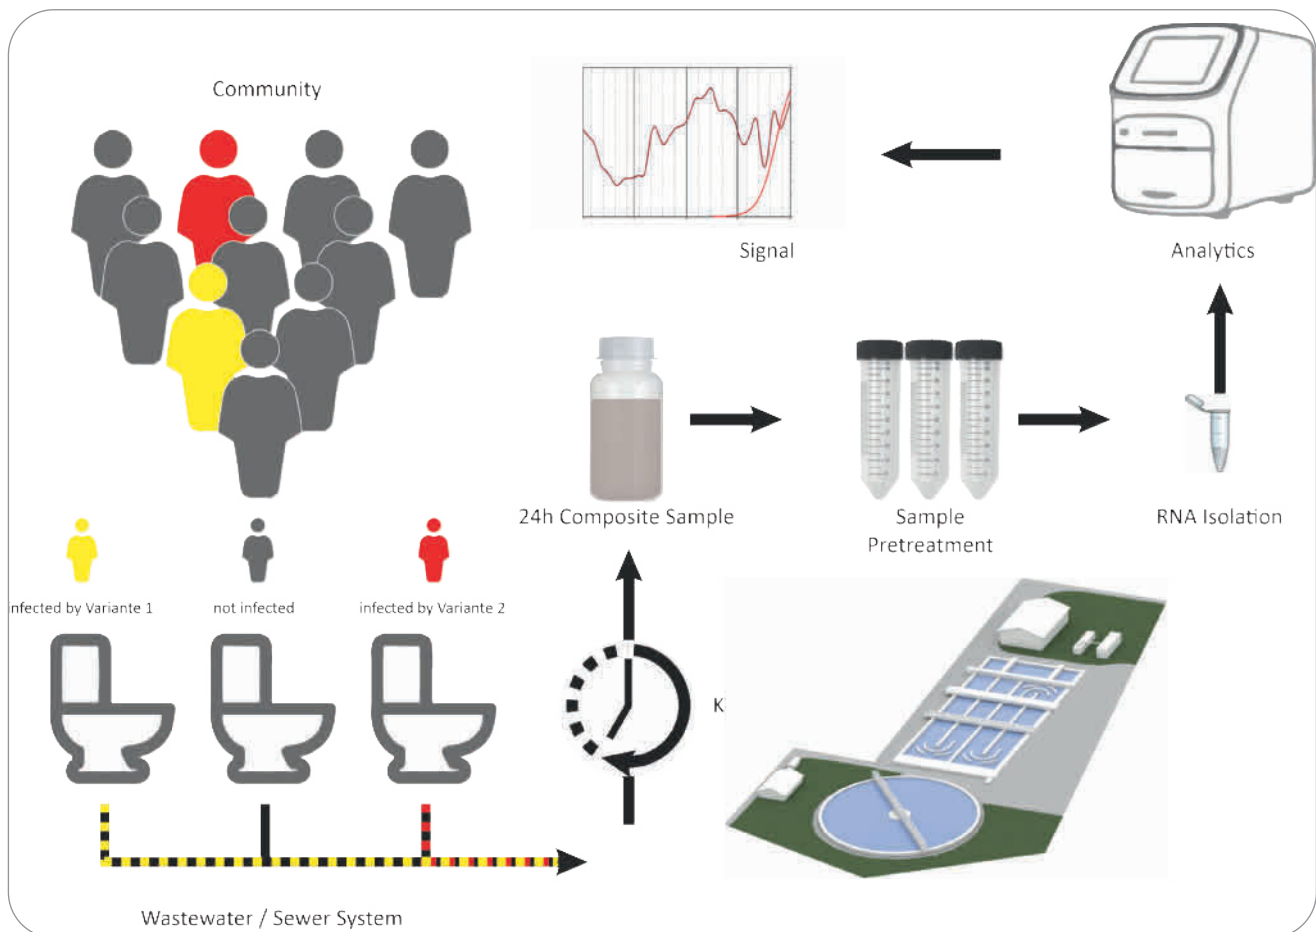 Community
Signal
Analytics
24h Composite Sample
Sample
Pretreatment
RNA Isolation
nfected by Variante 1
not infected
infected by Variante 2
K
Wastewater / Sewer System